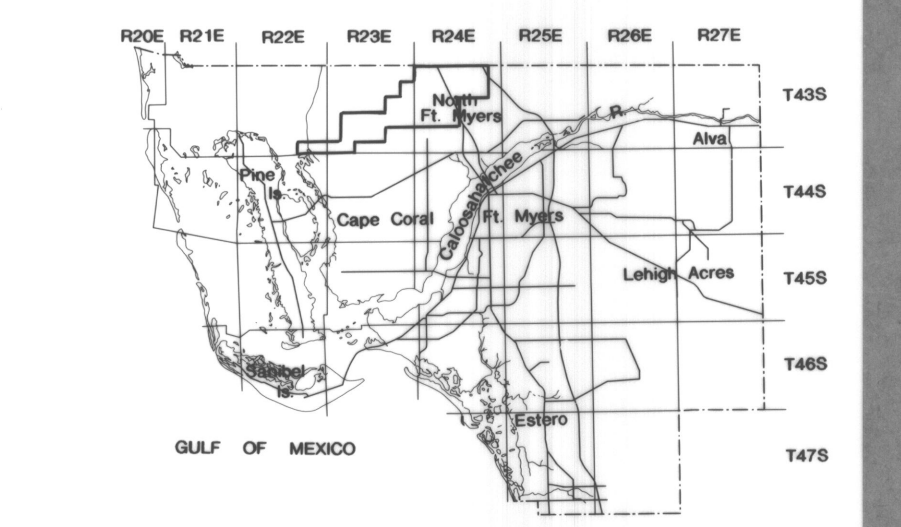 R20E R21E R22E R23E R24E R25E R26E R27E
T43S
North
Ft. Myers
R.
Alva
Pine
Is.
T44S
Caloosahatchee
Cape Coral
Ft. Myers
Lehigh Acres
T45S
Sanibel
Is.
T46S
Estero
GULF OF MEXICO
T47S